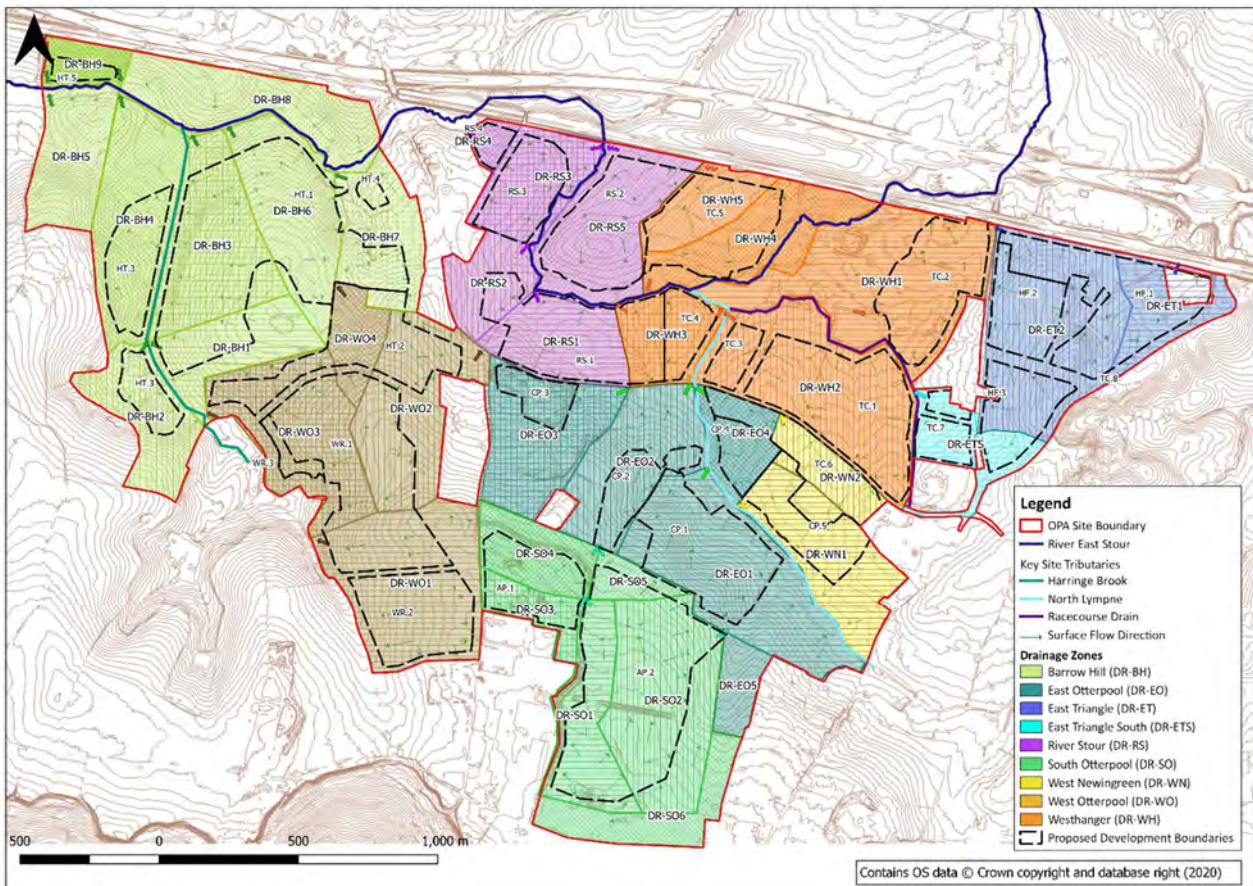 DR-BH9
HT.5
DR-BH8
DR-BH5
RS.4
DR-RS4
DR-RS3
RS.3
RS.2
DR-RS5
HT.4
HT.1
DR-BH6
DR-BH7
DR-BH4
DR-BH3
HT.3
DR-WH5
TC.5
DR-WH4
DR-WH1
TC.2
HF.2
HF.1
DR-ET2
DR-ET1
DR-RS2
DR-RS1
RS.1
TC.4
DR-WH3
TC.3
DR-BH1
DR-WO4
HT.2
HT.3
DR-BH2
DR-WO2
DR-WO3
WR.1
WR.3
CP.3
DR-EO3
DR-WH2
TC.1
TC.8
HF.3
TC.7
DR-ETS
CP.4
DR-EO4
DR-EO2
CP.2
TC.6
DR-WN2
CP.5
DR-WN1
CP.1
DR-EO1
DR-WO1
WR.2
DR-SO4
AP.1
DR-SO3
DR-SO5
AP.2
DR-SO2
DR-SO1
DR-EO5
DR-SO6
Legend
OPA Site Boundary
River East Stour
Key Site Tributaries
Harringe Brook
North Lympne
Racecourse Drain
Surface Flow Direction
Drainage Zones
Barrow Hill (DR-BH)
East Otterpool (DR-EO)
East Triangle (DR-ET)
East Triangle South (DR-ETS)
River Stour (DR-RS)
South Otterpool (DR-SO)
West Newingreen (DR-WN)
West Otterpool (DR-WO)
Westhanger (DR-WH)
Proposed Development Boundaries
500 0 500 1,000 m
Contains OS data © Crown copyright and database right (2020)